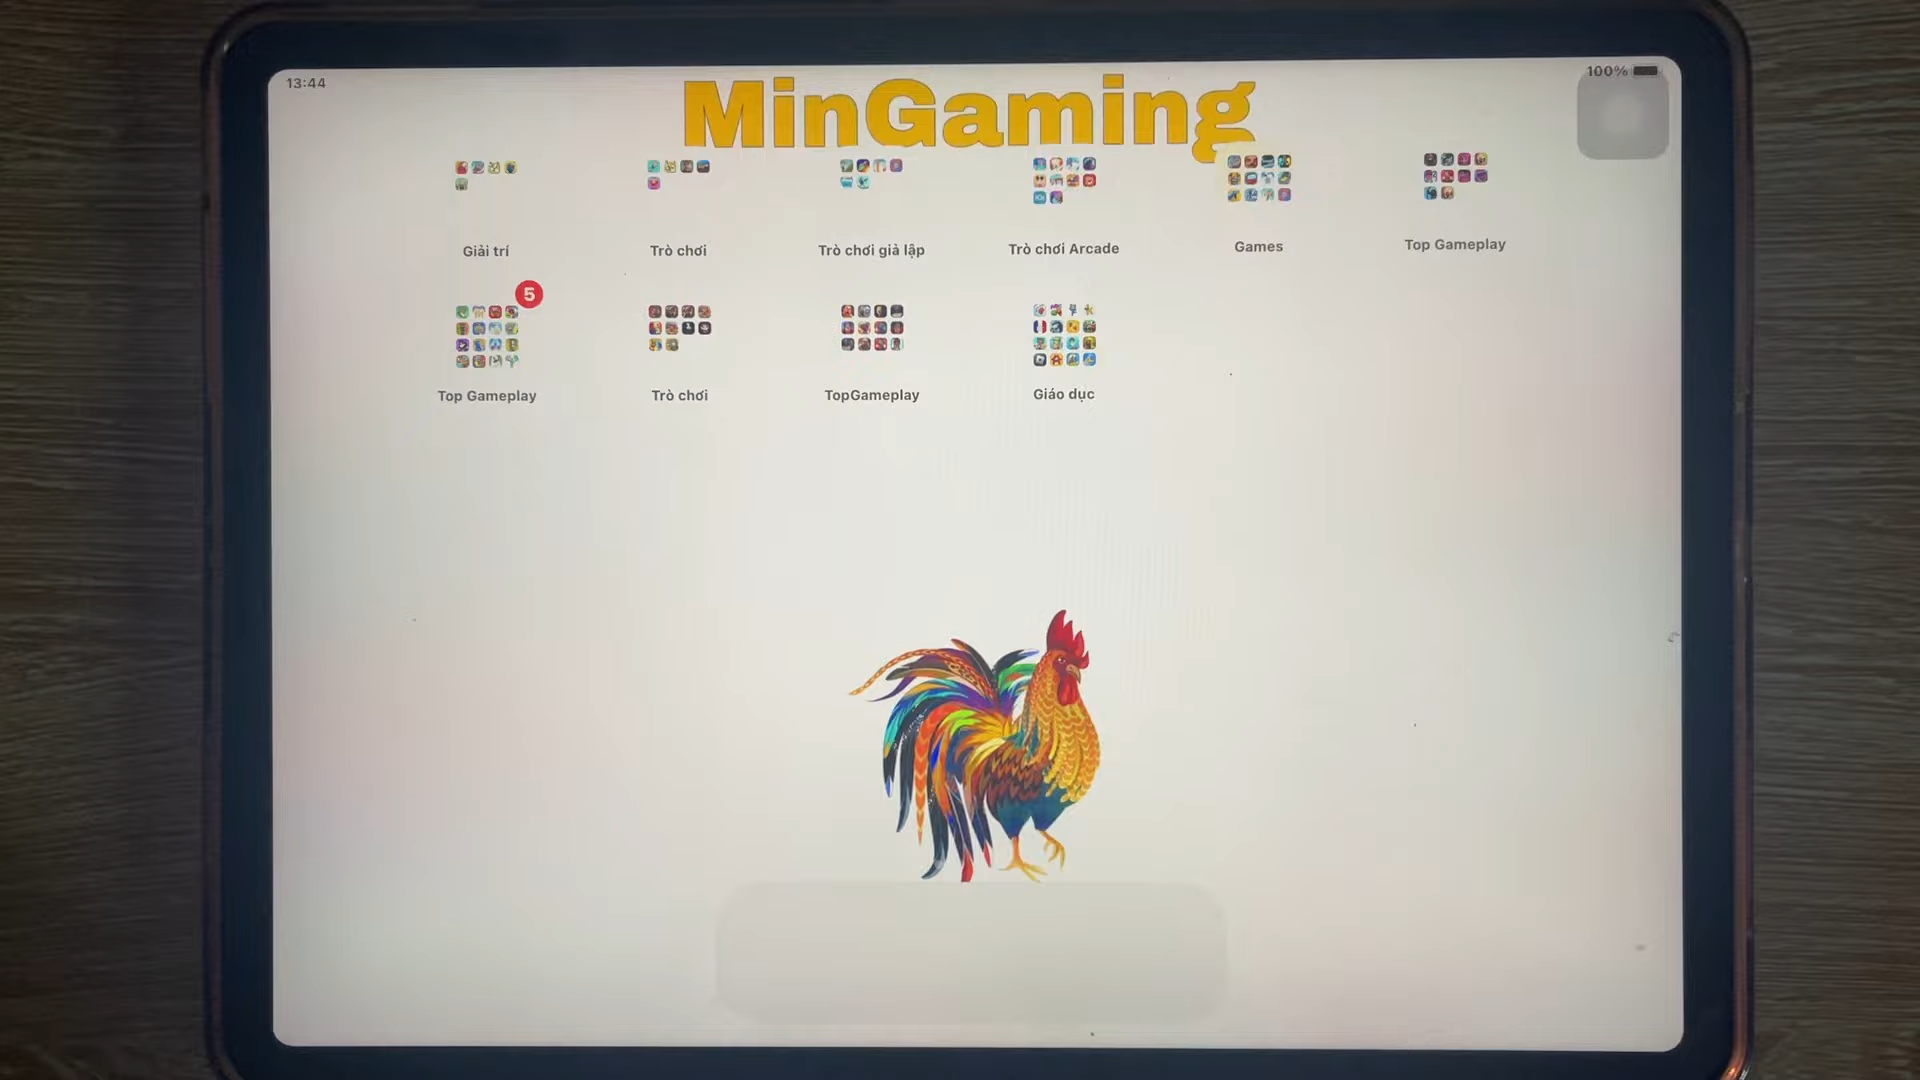 13:44
100%
MinGaming
Giải trí
Trò chơi
Trò chơi giả lập
Trò chơi Arcade
Games
Top Gameplay
5
Top Gameplay
Trò chơi
TopGameplay
Giáo dục